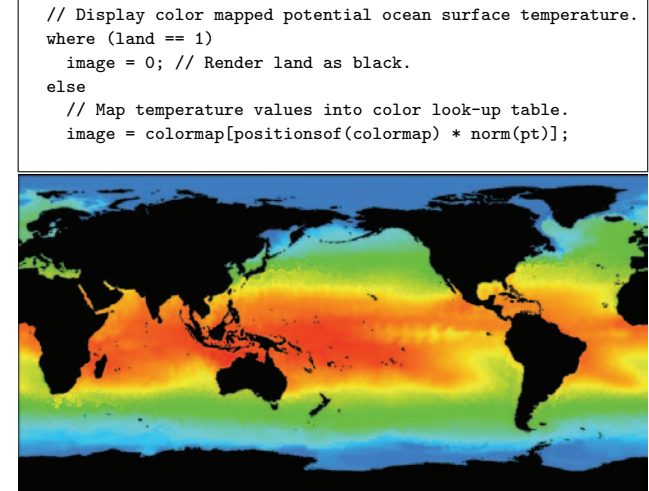 // Display color mapped potential ocean surface temperature.
where (land == 1)
  image = 0; // Render land as black.
else
  // Map temperature values into color look-up table.
  image = colormap[positionsof(colormap) * norm(pt)];